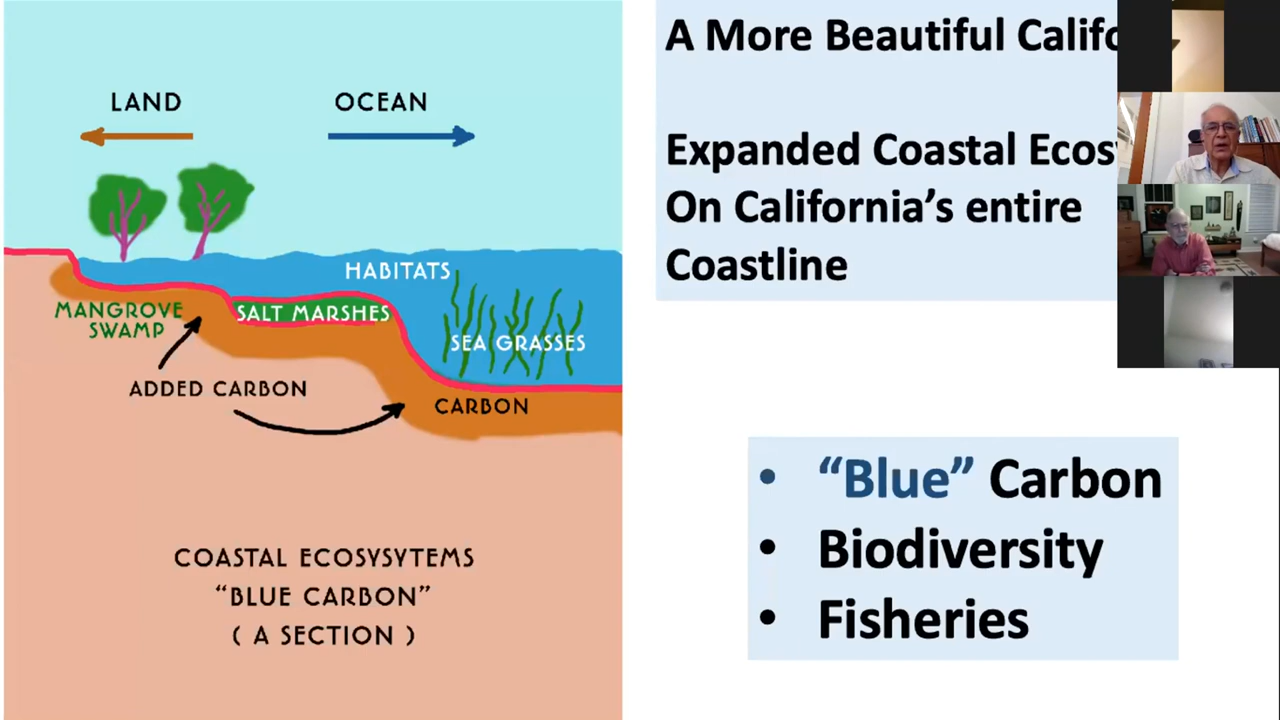 LAND
OCEAN
HABITATS
MANGROVE
SWAMP
SALT MARSHES
SEA GRASSES
ADDED CARBON
CARBON
COASTAL ECOSYSYTEMS
“BLUE CARBON”
( A SECTION )
A More Beautiful Califo
Expanded Coastal Ecos
On California’s entire
Coastline
• “Blue” Carbon
• Biodiversity
• Fisheries